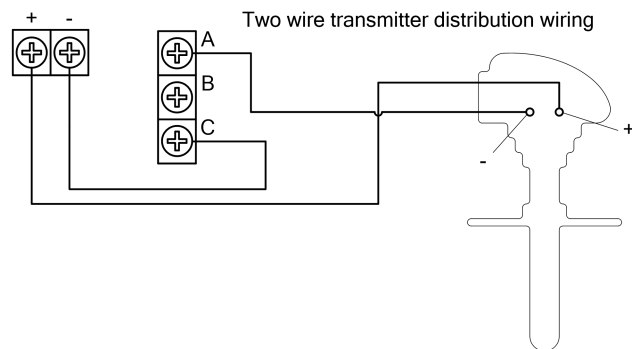 Two wire transmitter distribution wiring
+ -
A
B
C
- +